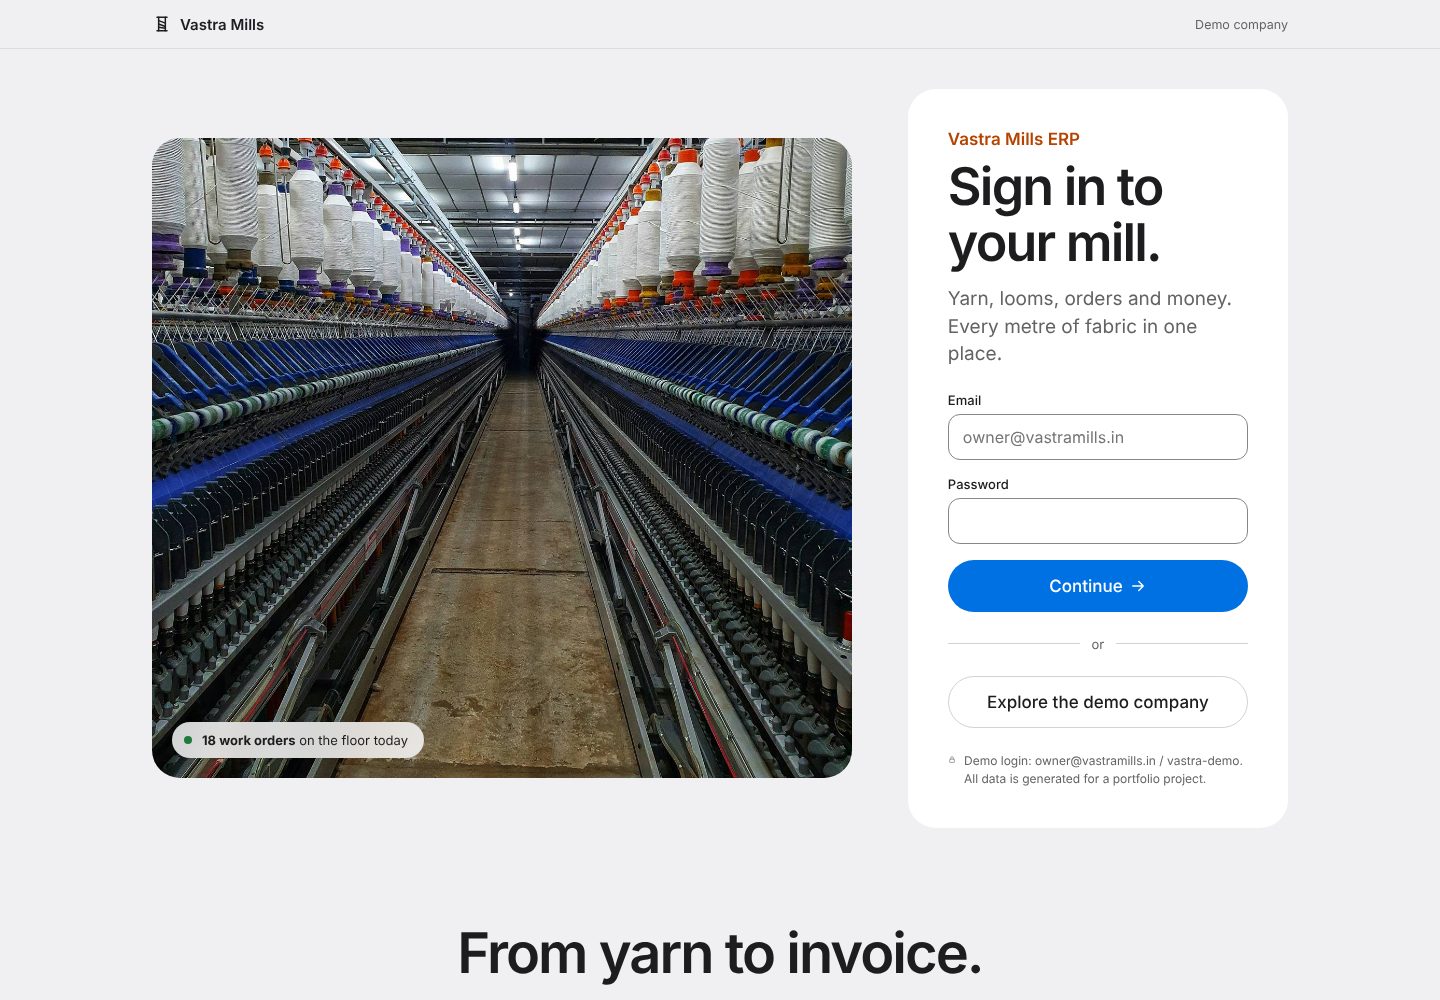 Vastra Mills
Demo company
Vastra Mills ERP
Sign in to
your mill.
Yarn, looms, orders and money.
Every metre of fabric in one
place.
Email
owner@vastramills.in
Password
Continue →
or
Explore the demo company
Demo login: owner@vastramills.in / vastra-demo.
All data is generated for a portfolio project.
18 work orders on the floor today
From yarn to invoice.